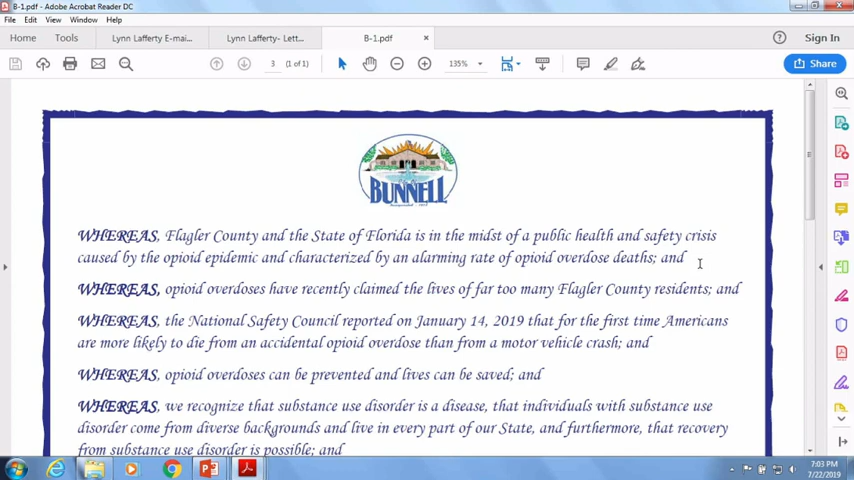 B-1.pdf - Adobe Acrobat Reader DC
File Edit View Window Help
Home Tools Lynn Lafferty E-mai... Lynn Lafferty- Lett... B-1.pdf × Sign In
3 (1 of 1) 135% Share
BUNNELL
WHEREAS, Flagler County and the State of Florida is in the midst of a public health and safety crisis
caused by the opioid epidemic and characterized by an alarming rate of opioid overdose deaths; and
WHEREAS, opioid overdoses have recently claimed the lives of far too many Flagler County residents; and
WHEREAS, the National Safety Council reported on January 14, 2019 that for the first time Americans
are more likely to die from an accidental opioid overdose than from a motor vehicle crash; and
WHEREAS, opioid overdoses can be prevented and lives can be saved; and
WHEREAS, we recognize that substance use disorder is a disease, that individuals with substance use
disorder come from diverse backgrounds and live in every part of our State, and furthermore, that recovery
from substance use disorder is possible; and
7:03 PM
7/22/2019